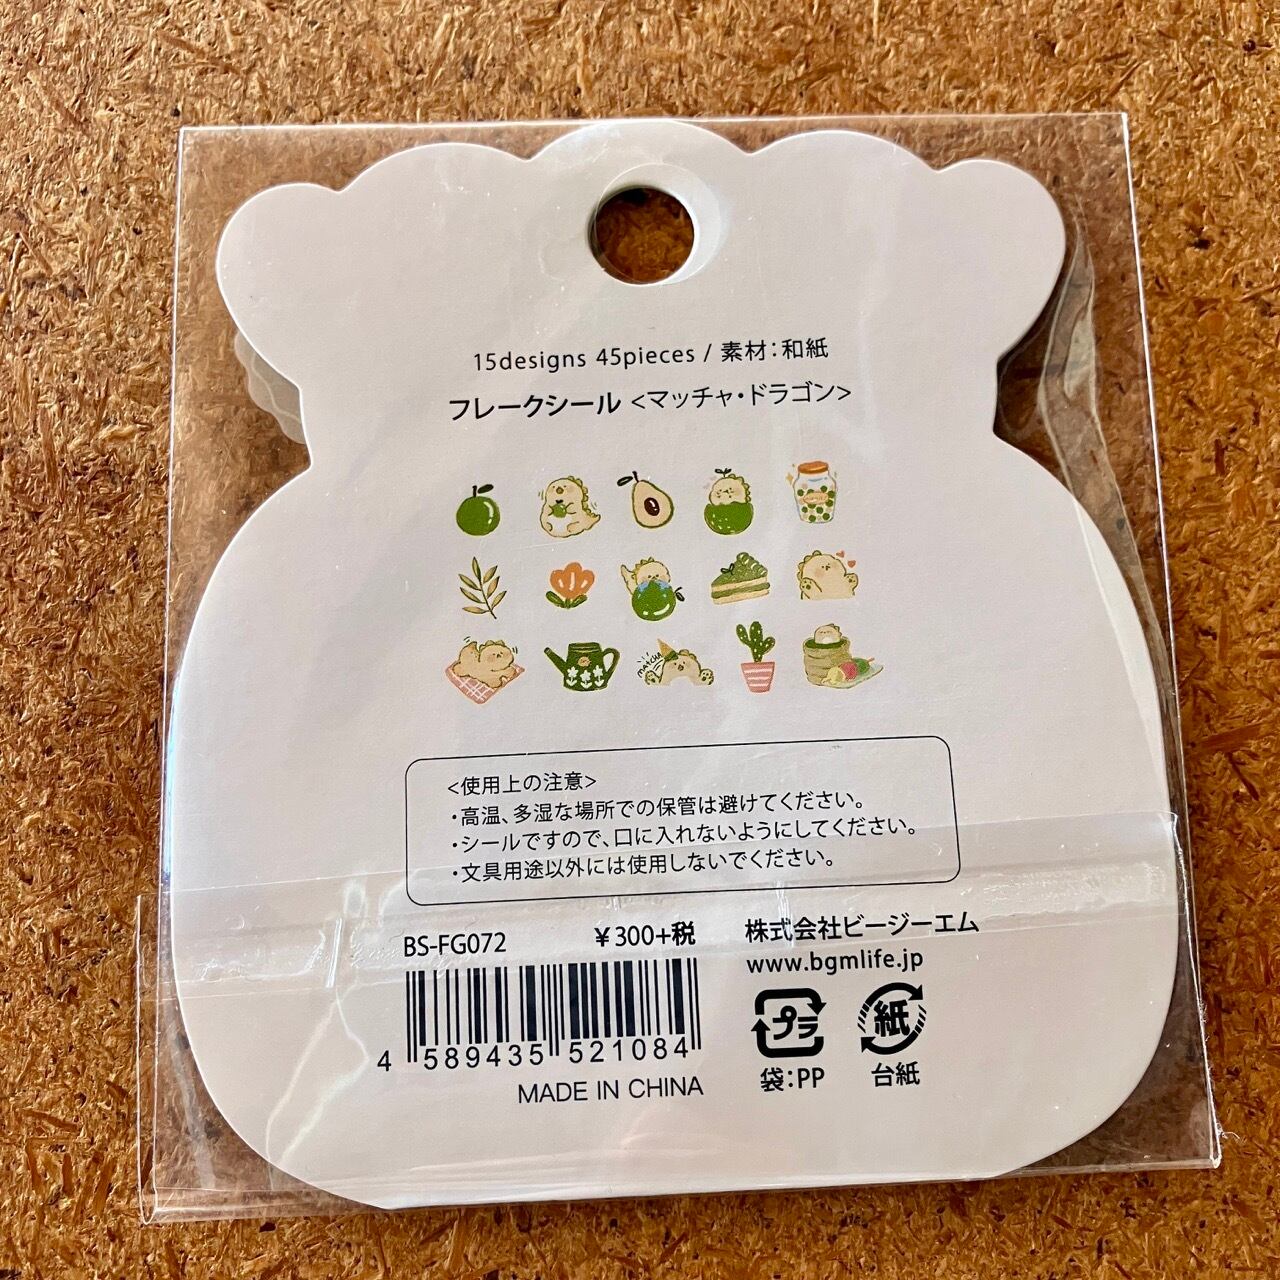 15designs 45pieces / 素材：和紙
フレークシール <マッチャ・ドラゴン>
MATCHA
<使用上の注意>
・高温、多湿な場所での保管は避けてください。
・シールですので、口に入れないようにしてください。
・文具用途以外には使用しないでください。
BS-FG072 ￥300+税
4 589435 521084
MADE IN CHINA
株式会社ビージーエム
www.bgmlife.jp
プラ 紙
袋：PP 台紙